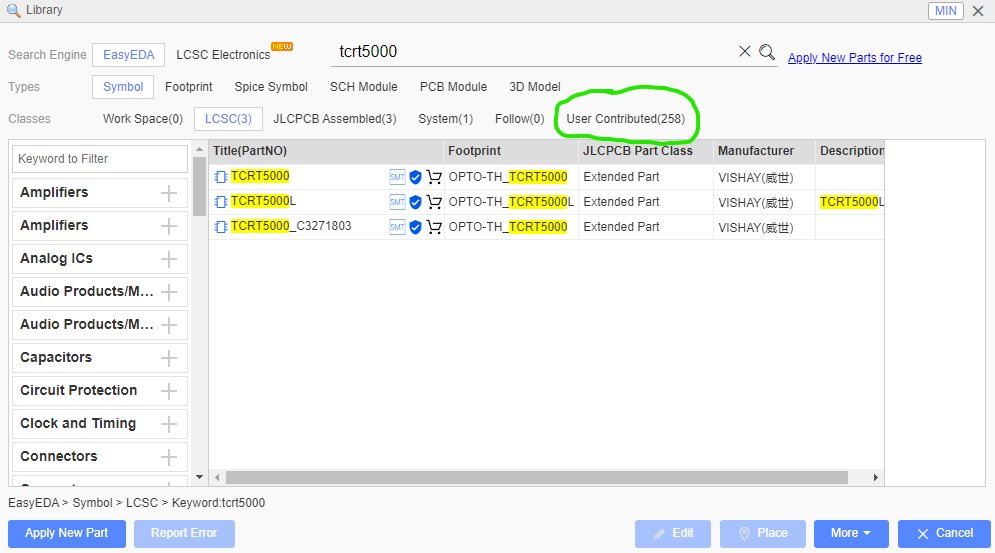 Library MIN
Search Engine EasyEDA LCSC Electronics NEW tcrt5000 Apply New Parts for Free
Types Symbol Footprint Spice Symbol SCH Module PCB Module 3D Model
Classes Work Space(0) LCSC(3) JLCPCB Assembled(3) System(1) Follow(0) User Contributed(258)
Keyword to Filter
Amplifiers
Amplifiers
Analog ICs
Audio Products/M...
Audio Products/M...
Capacitors
Circuit Protection
Clock and Timing
Connectors
Title(PartNO) Footprint JLCPCB Part Class Manufacturer Description
TCRT5000 SMT OPTO-TH_TCRT5000 Extended Part VISHAY(威世)
TCRT5000L SMT OPTO-TH_TCRT5000L Extended Part VISHAY(威世) TCRT5000L
TCRT5000_C3271803 SMT OPTO-TH_TCRT5000 Extended Part VISHAY(威世)
EasyEDA > Symbol > LCSC > Keyword:tcrt5000
Apply New Part Report Error Edit Place More Cancel